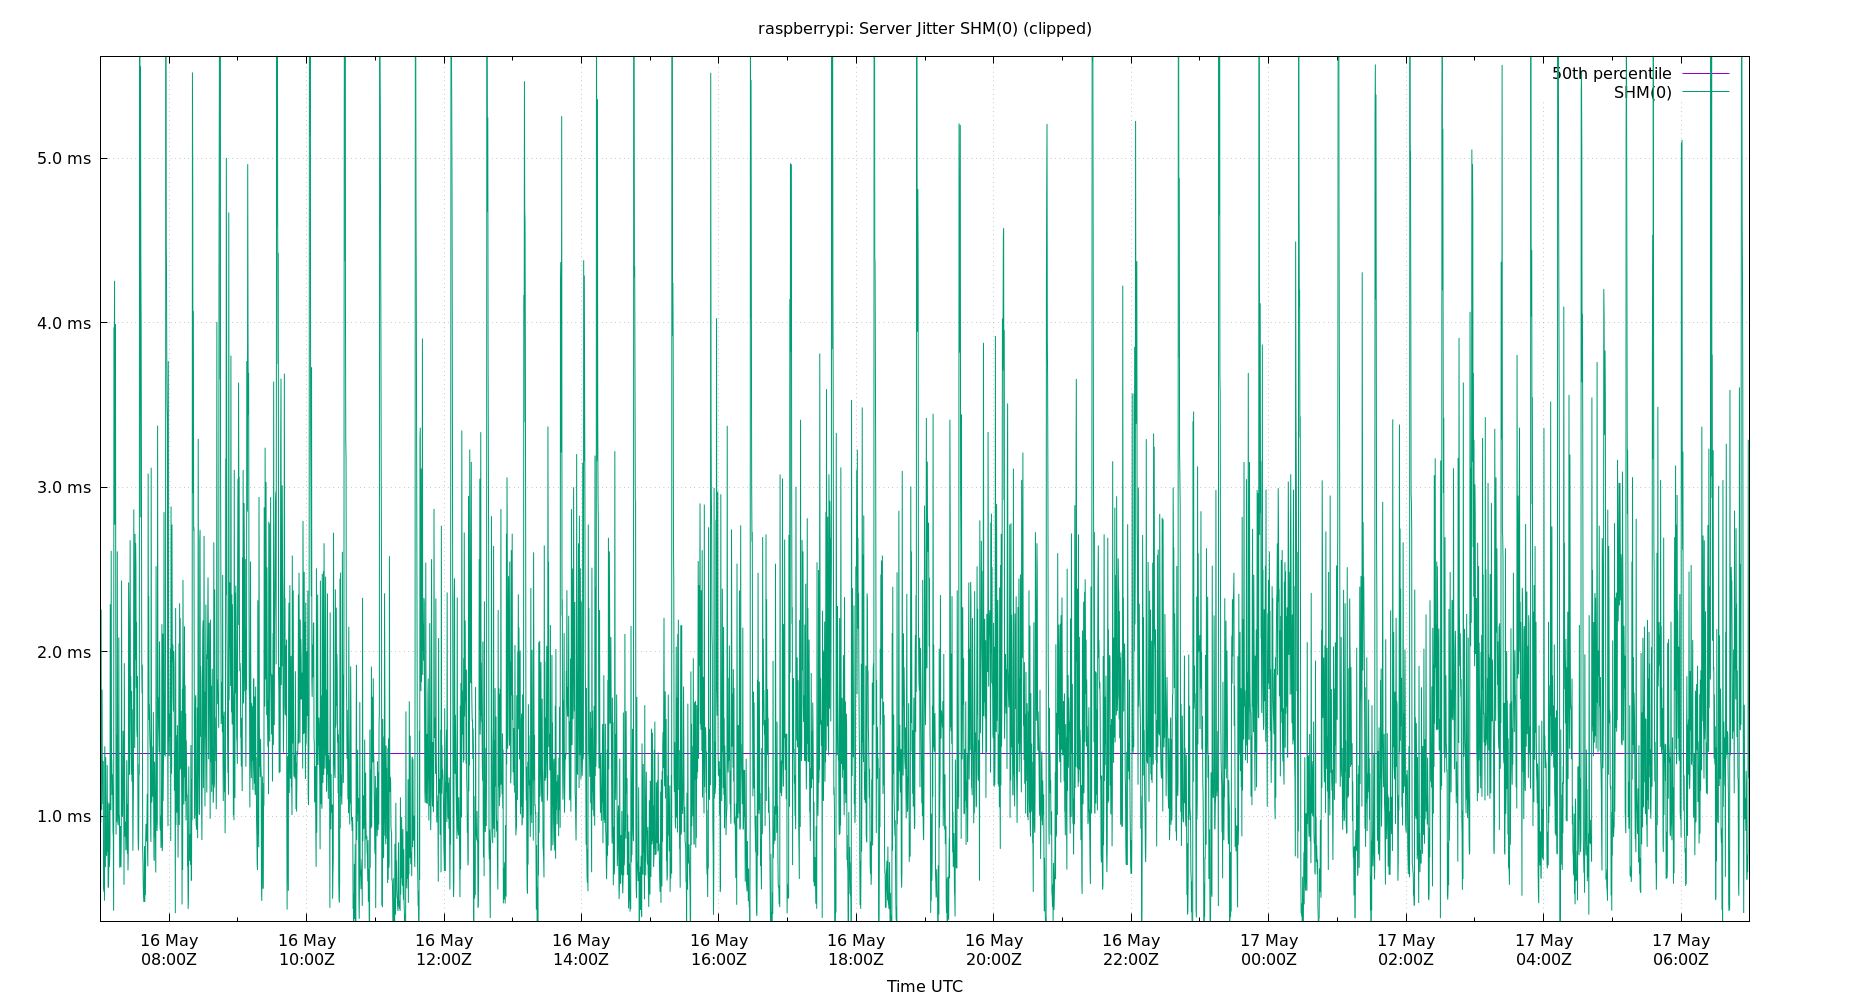 raspberrypi: Server Jitter SHM(0) (clipped)
50th percentile
SHM(0)
5.0 ms
4.0 ms
3.0 ms
2.0 ms
1.0 ms
16 May 16 May 16 May 16 May 16 May 16 May 16 May 16 May 17 May 17 May 17 May 17 May
08:00Z 10:00Z 12:00Z 14:00Z 16:00Z 18:00Z 20:00Z 22:00Z 00:00Z 02:00Z 04:00Z 06:00Z
Time UTC